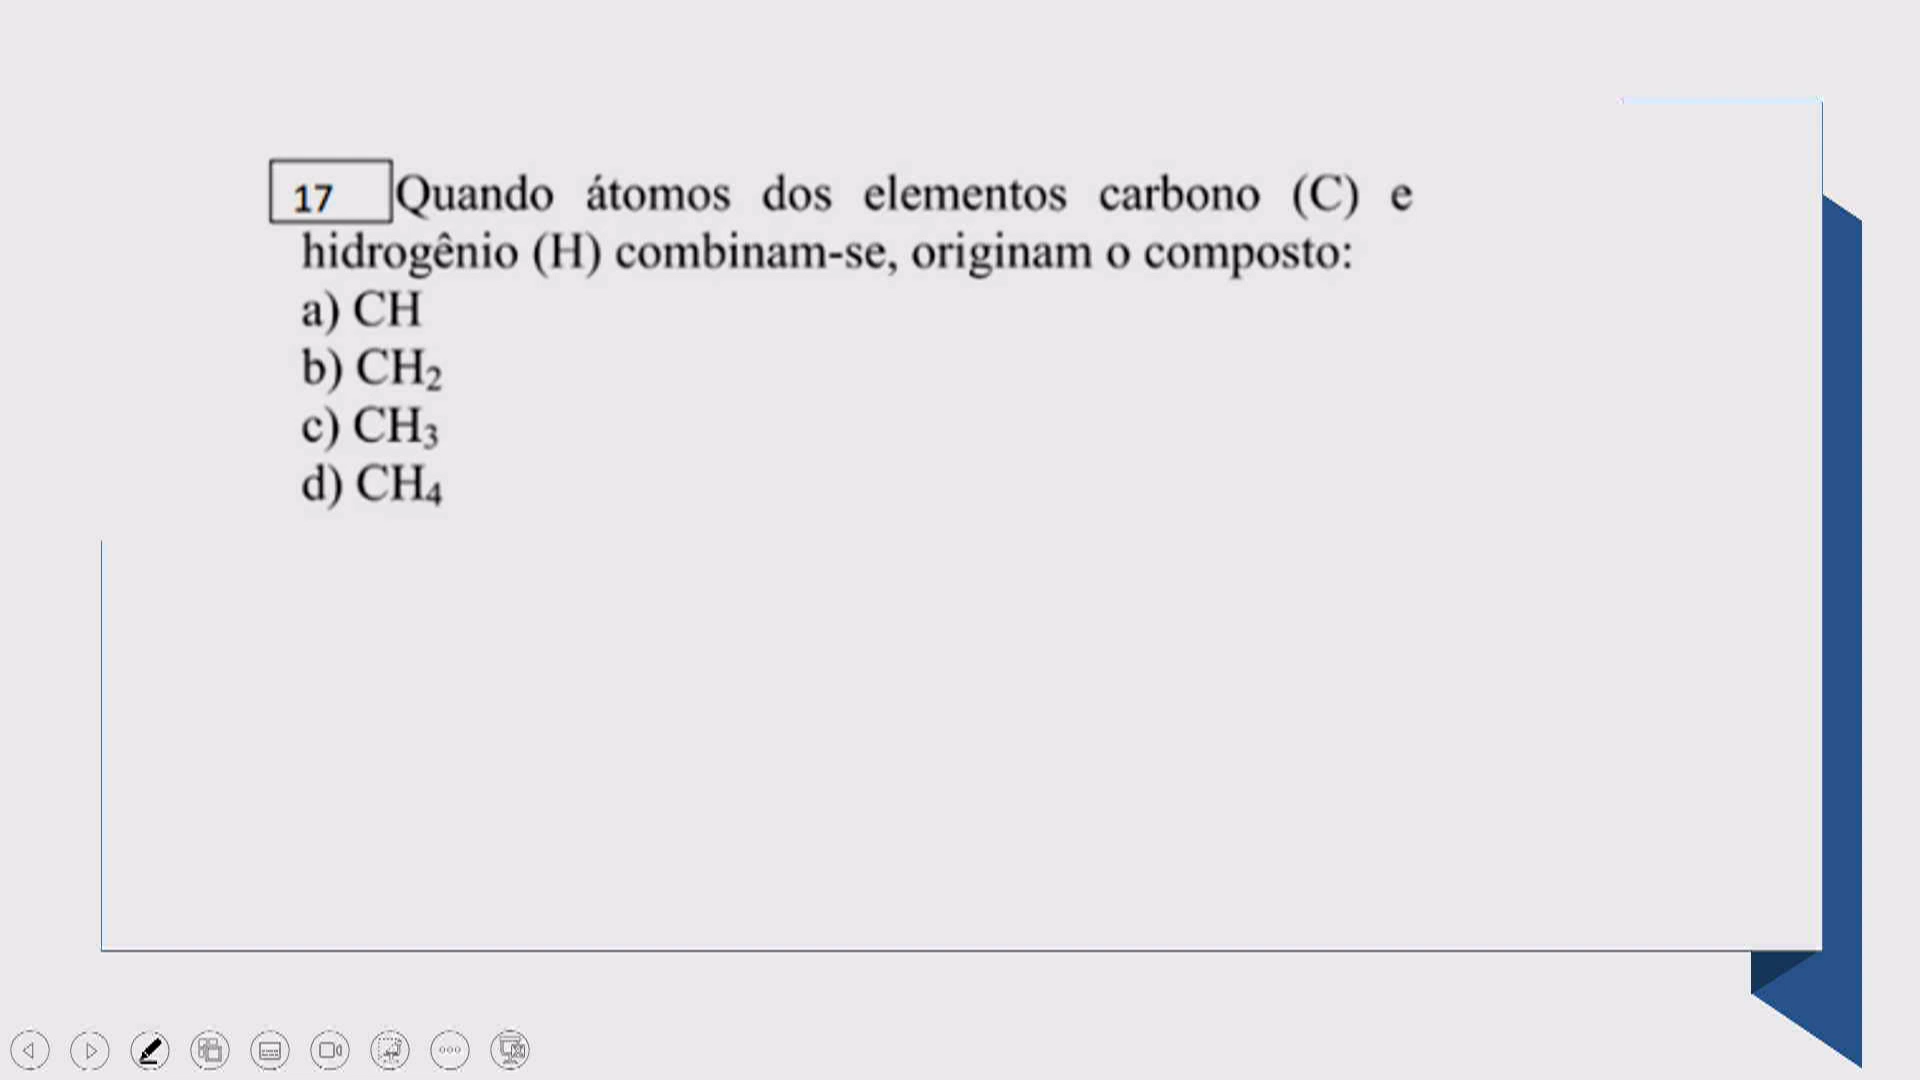 17 Quando átomos dos elementos carbono (C) e
hidrogênio (H) combinam-se, originam o composto:
a) CH
b) CH₂
c) CH₃
d) CH₄